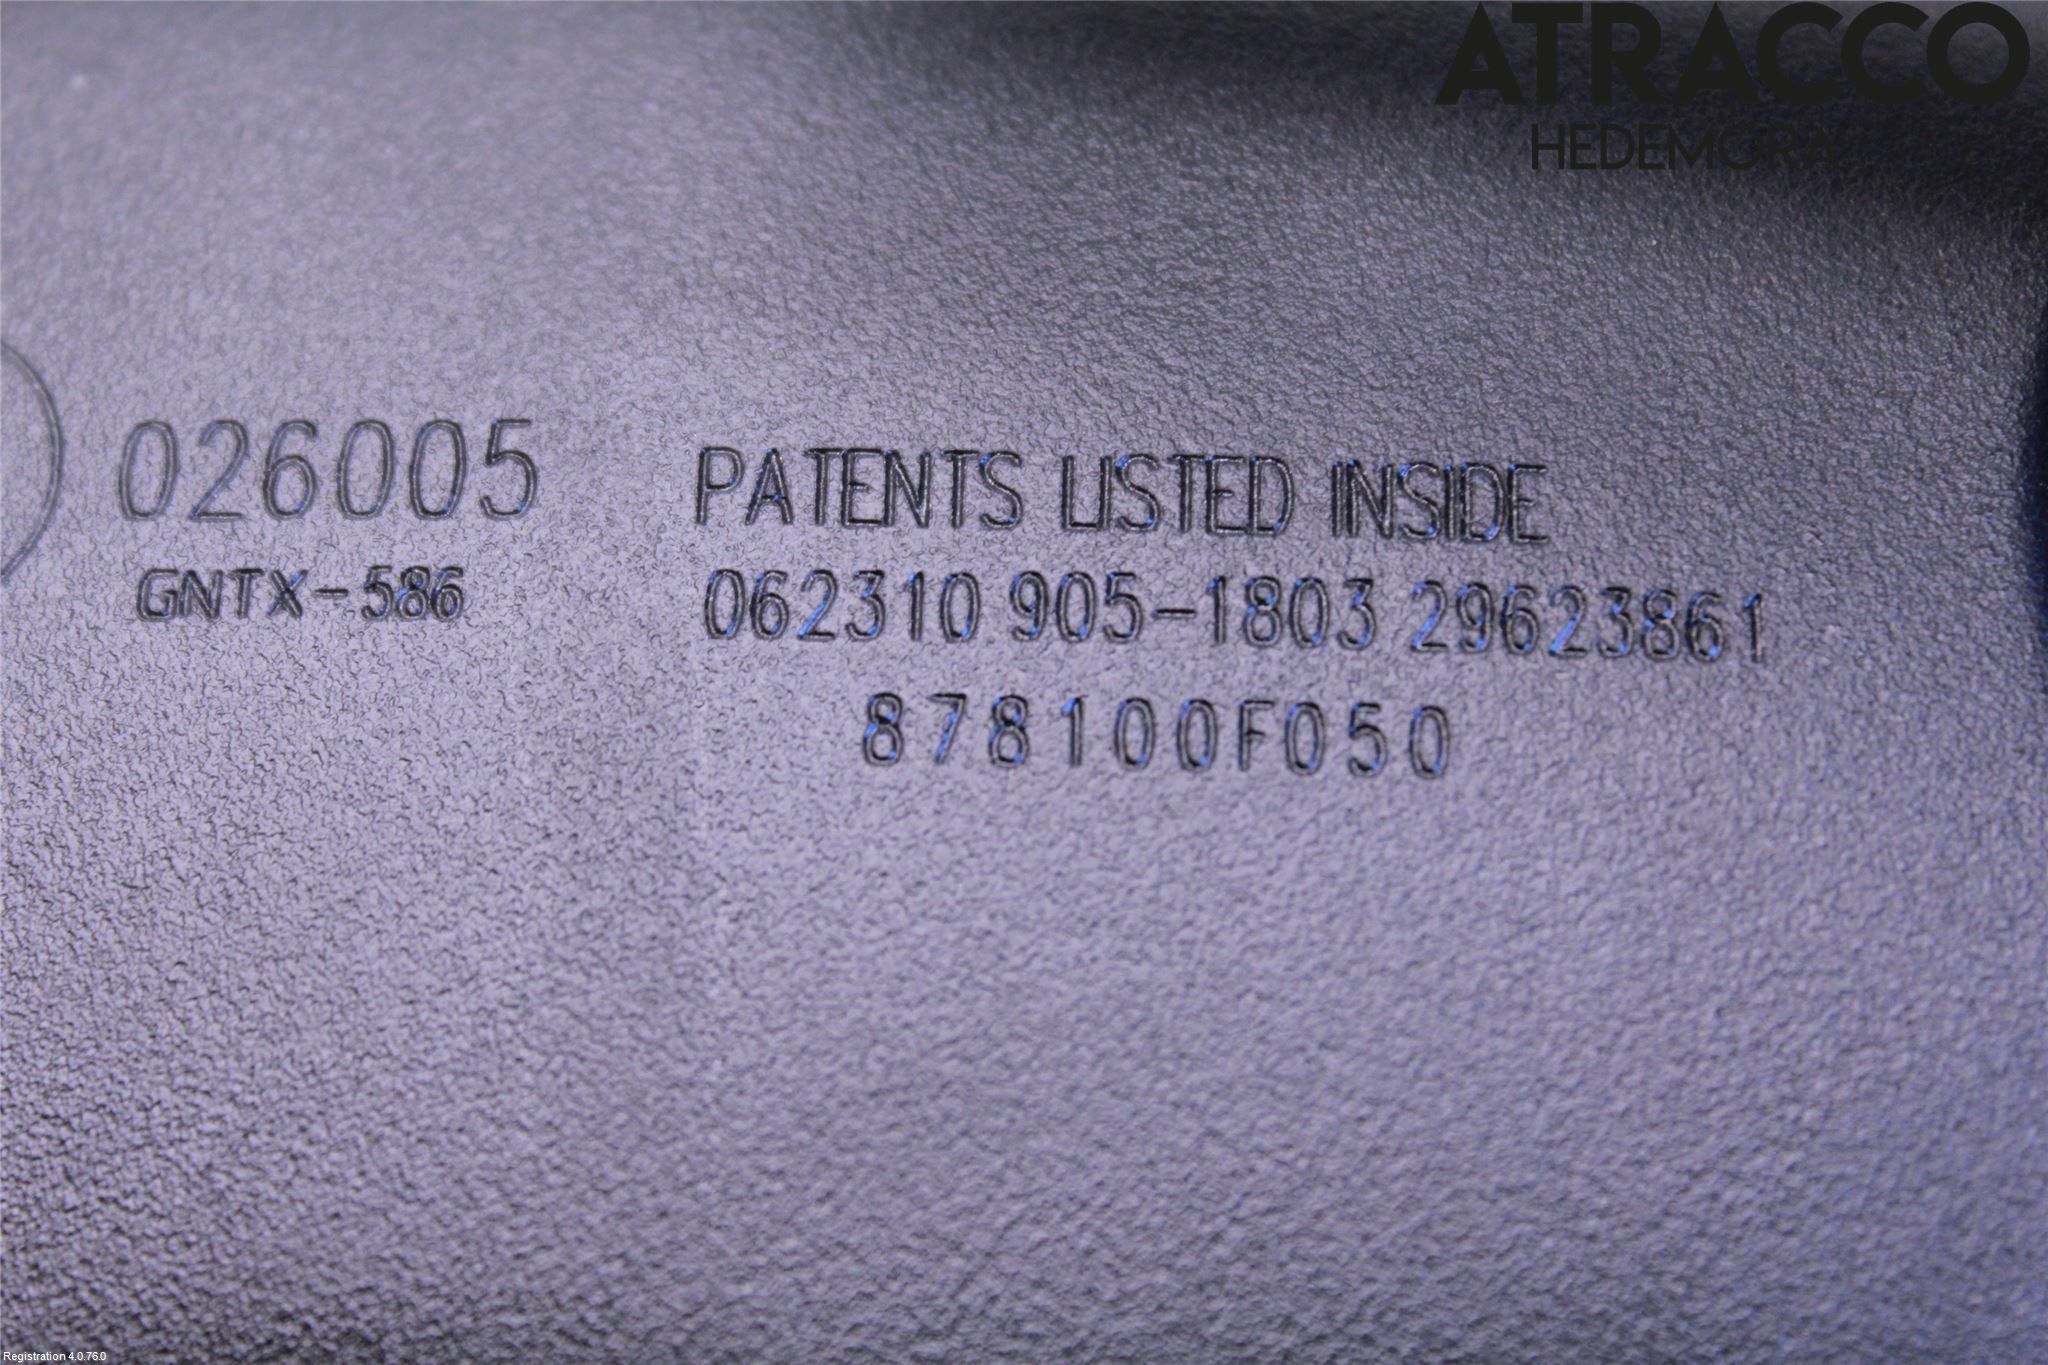 ATRACCO
HEDEMORA
026005
GNTX-586
PATENTS LISTED INSIDE
062310 905-1803 29623861
878100F050
Registration 4.0.76.0